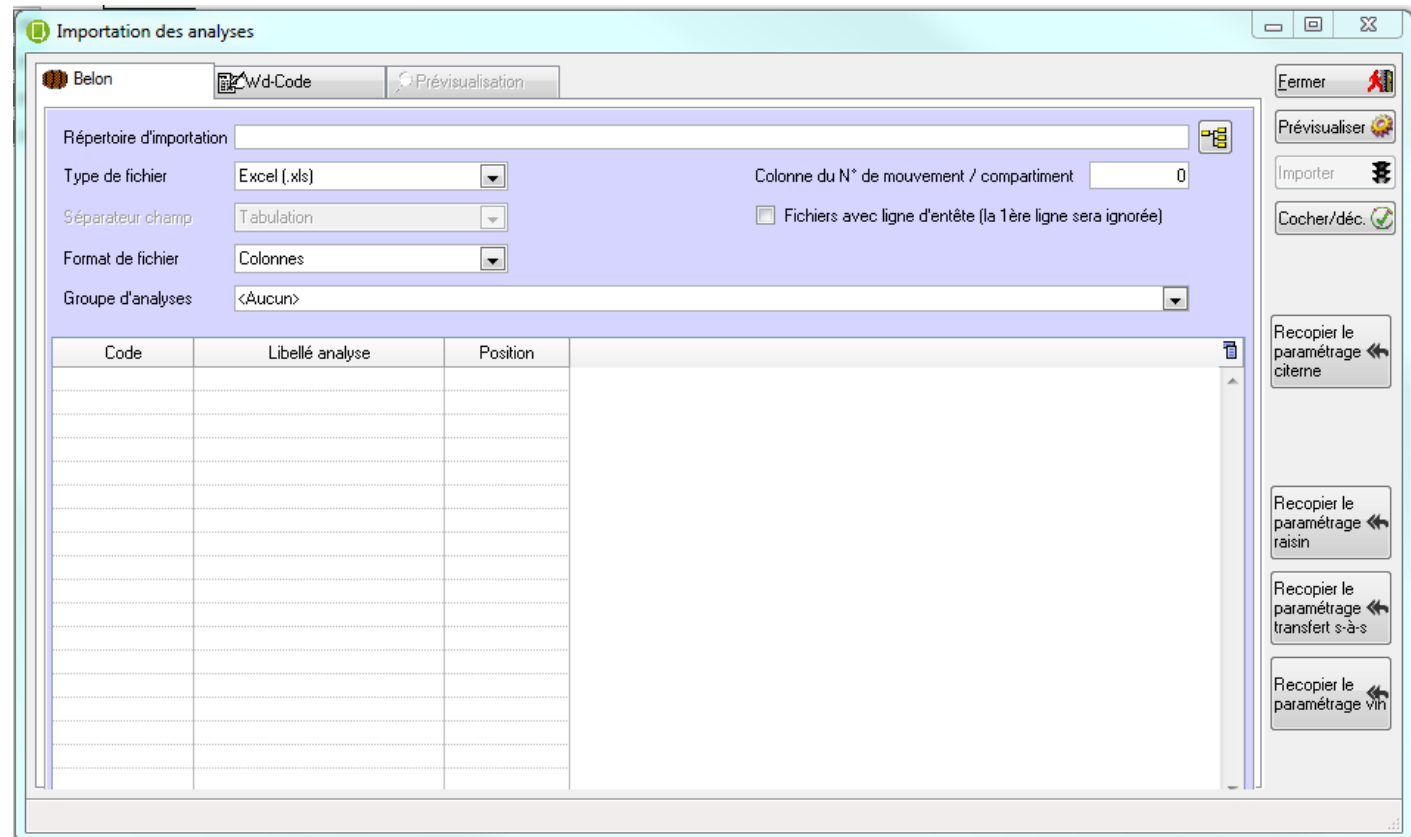 Importation des analyses
Belon
Wd-Code
Prévisualisation
Répertoire d'importation
Type de fichier
Excel (.xls)
Colonne du N° de mouvement / compartiment
0
Séparateur champ
Tabulation
Fichiers avec ligne d'entête (la 1ère ligne sera ignorée)
Format de fichier
Colonnes
Groupe d'analyses
<Aucun>
Code
Libellé analyse
Position
Fermer
Prévisualiser
Importer
Cocher/déc.
Recopier le
paramétrage
citerne
Recopier le
paramétrage
raisin
Recopier le
paramétrage
transfert s-à-s
Recopier le
paramétrage vin